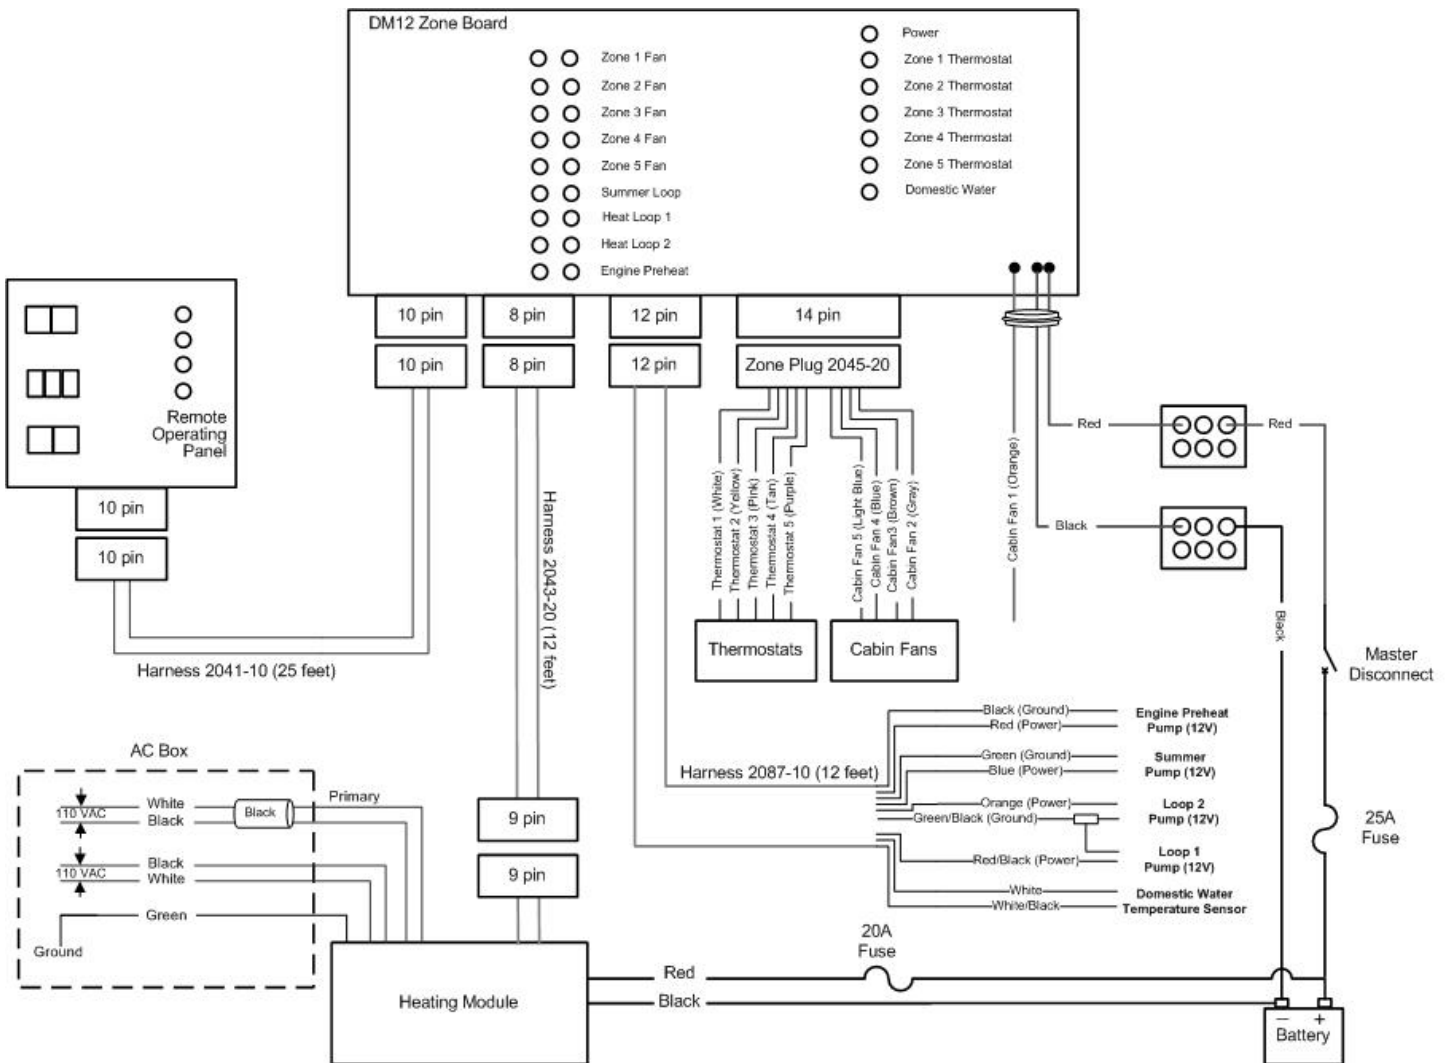 DM12 Zone Board
Zone 1 Fan
Zone 2 Fan
Zone 3 Fan
Zone 4 Fan
Zone 5 Fan
Summer Loop
Heat Loop 1
Heat Loop 2
Engine Preheat
Power
Zone 1 Thermostat
Zone 2 Thermostat
Zone 3 Thermostat
Zone 4 Thermostat
Zone 5 Thermostat
Domestic Water
10 pin
8 pin
12 pin
14 pin
10 pin
8 pin
12 pin
Zone Plug 2045-20
Remote
Operating
Panel
10 pin
10 pin
Harness 2041-10 (25 feet)
Harness 2043-20 (12 feet)
Thermostat 1 (White)
Thermostat 2 (Yellow)
Thermostat 3 (Pink)
Thermostat 4 (Tan)
Thermostat 5 (Purple)
Cabin Fan 5 (Light Blue)
Cabin Fan 4 (Blue)
Cabin Fan3 (Brown)
Cabin Fan 2 (Gray)
Cabin Fan 1 (Orange)
Thermostats
Cabin Fans
Red
Red
Black
Black
Master
Disconnect
25A
Fuse
Harness 2087-10 (12 feet)
Black (Ground)
Red (Power)
Engine Preheat
Pump (12V)
Green (Ground)
Blue (Power)
Summer
Pump (12V)
Orange (Power)
Green/Black (Ground)
Loop 2
Pump (12V)
Red/Black (Power)
Loop 1
Pump (12V)
White
White/Black
Domestic Water
Temperature Sensor
AC Box
110 VAC
White
Black
Black
Primary
110 VAC
Black
White
Green
Ground
9 pin
9 pin
Heating Module
20A
Fuse
Red
Black
— +
Battery